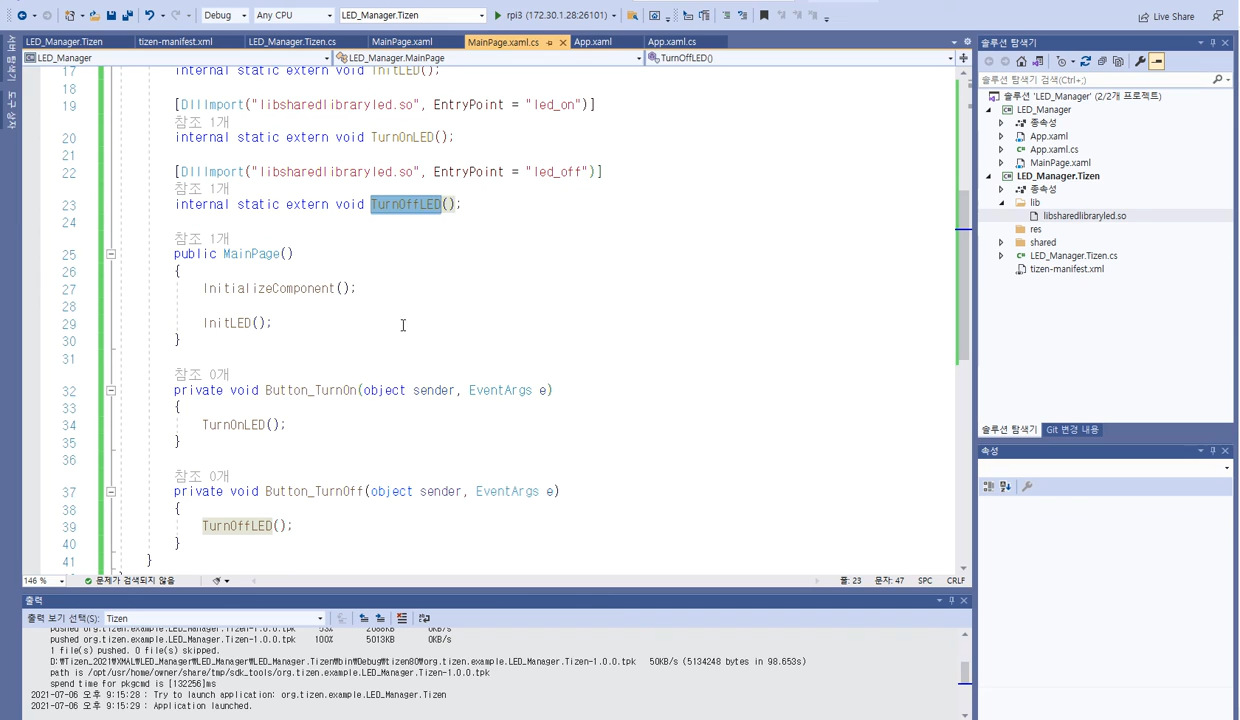 Debug
Any CPU
LED_Manager.Tizen
rpi3 (172.30.1.28:26101)
Live Share
LED_Manager.Tizen
tizen-manifest.xml
LED_Manager.Tizen.cs
MainPage.xaml
MainPage.xaml.cs
App.xaml
App.xaml.cs
LED_Manager
LED_Manager.MainPage
TurnOffLED()
서버 탐색기
도구 상자
17 internal static extern void InitLED();
18
19 [DllImport("libsharedlibraryled.so", EntryPoint = "led_on")]
참조 1개
20 internal static extern void TurnOnLED();
21
22 [DllImport("libsharedlibraryled.so", EntryPoint = "led_off")]
참조 1개
23 internal static extern void TurnOffLED();
24
참조 1개
25 public MainPage()
26 {
27 InitializeComponent();
28
29 InitLED();
30 }
31
참조 0개
32 private void Button_TurnOn(object sender, EventArgs e)
33 {
34 TurnOnLED();
35 }
36
참조 0개
37 private void Button_TurnOff(object sender, EventArgs e)
38 {
39 TurnOffLED();
40 }
41 }
146 %
문제가 검색되지 않음
줄: 23
문자: 47
SPC
CRLF
출력
출력 보기 선택(S): Tizen
pushed org.tizen.example.LED_Manager.Tizen-1.0.0.tpk 100% 5013KB 0KB/s
1 file(s) pushed. 0 file(s) skipped.
D:₩Tizen_2021₩XMAL₩LED_Manager₩LED_Manager₩LED_Manager.Tizen₩bin₩Debug₩tizen80₩org.tizen.example.LED_Manager.Tizen-1.0.0.tpk 50KB/s (5134248 bytes in 98.653s)
path is /opt/usr/home/owner/share/tmp/sdk_tools/org.tizen.example.LED_Manager.Tizen-1.0.0.tpk
spend time for pkgcmd is [132256]ms
2021-07-06 오후 9:15:28 : Try to launch application: org.tizen.example.LED_Manager.Tizen
2021-07-06 오후 9:15:29 : Application launched.
솔루션 탐색기
솔루션 탐색기 검색(Ctrl+;)
솔루션 'LED_Manager' (2/2개 프로젝트)
LED_Manager
종속성
App.xaml
App.xaml.cs
MainPage.xaml
LED_Manager.Tizen
종속성
lib
libsharedlibraryled.so
res
shared
LED_Manager.Tizen.cs
tizen-manifest.xml
솔루션 탐색기
Git 변경 내용
속성